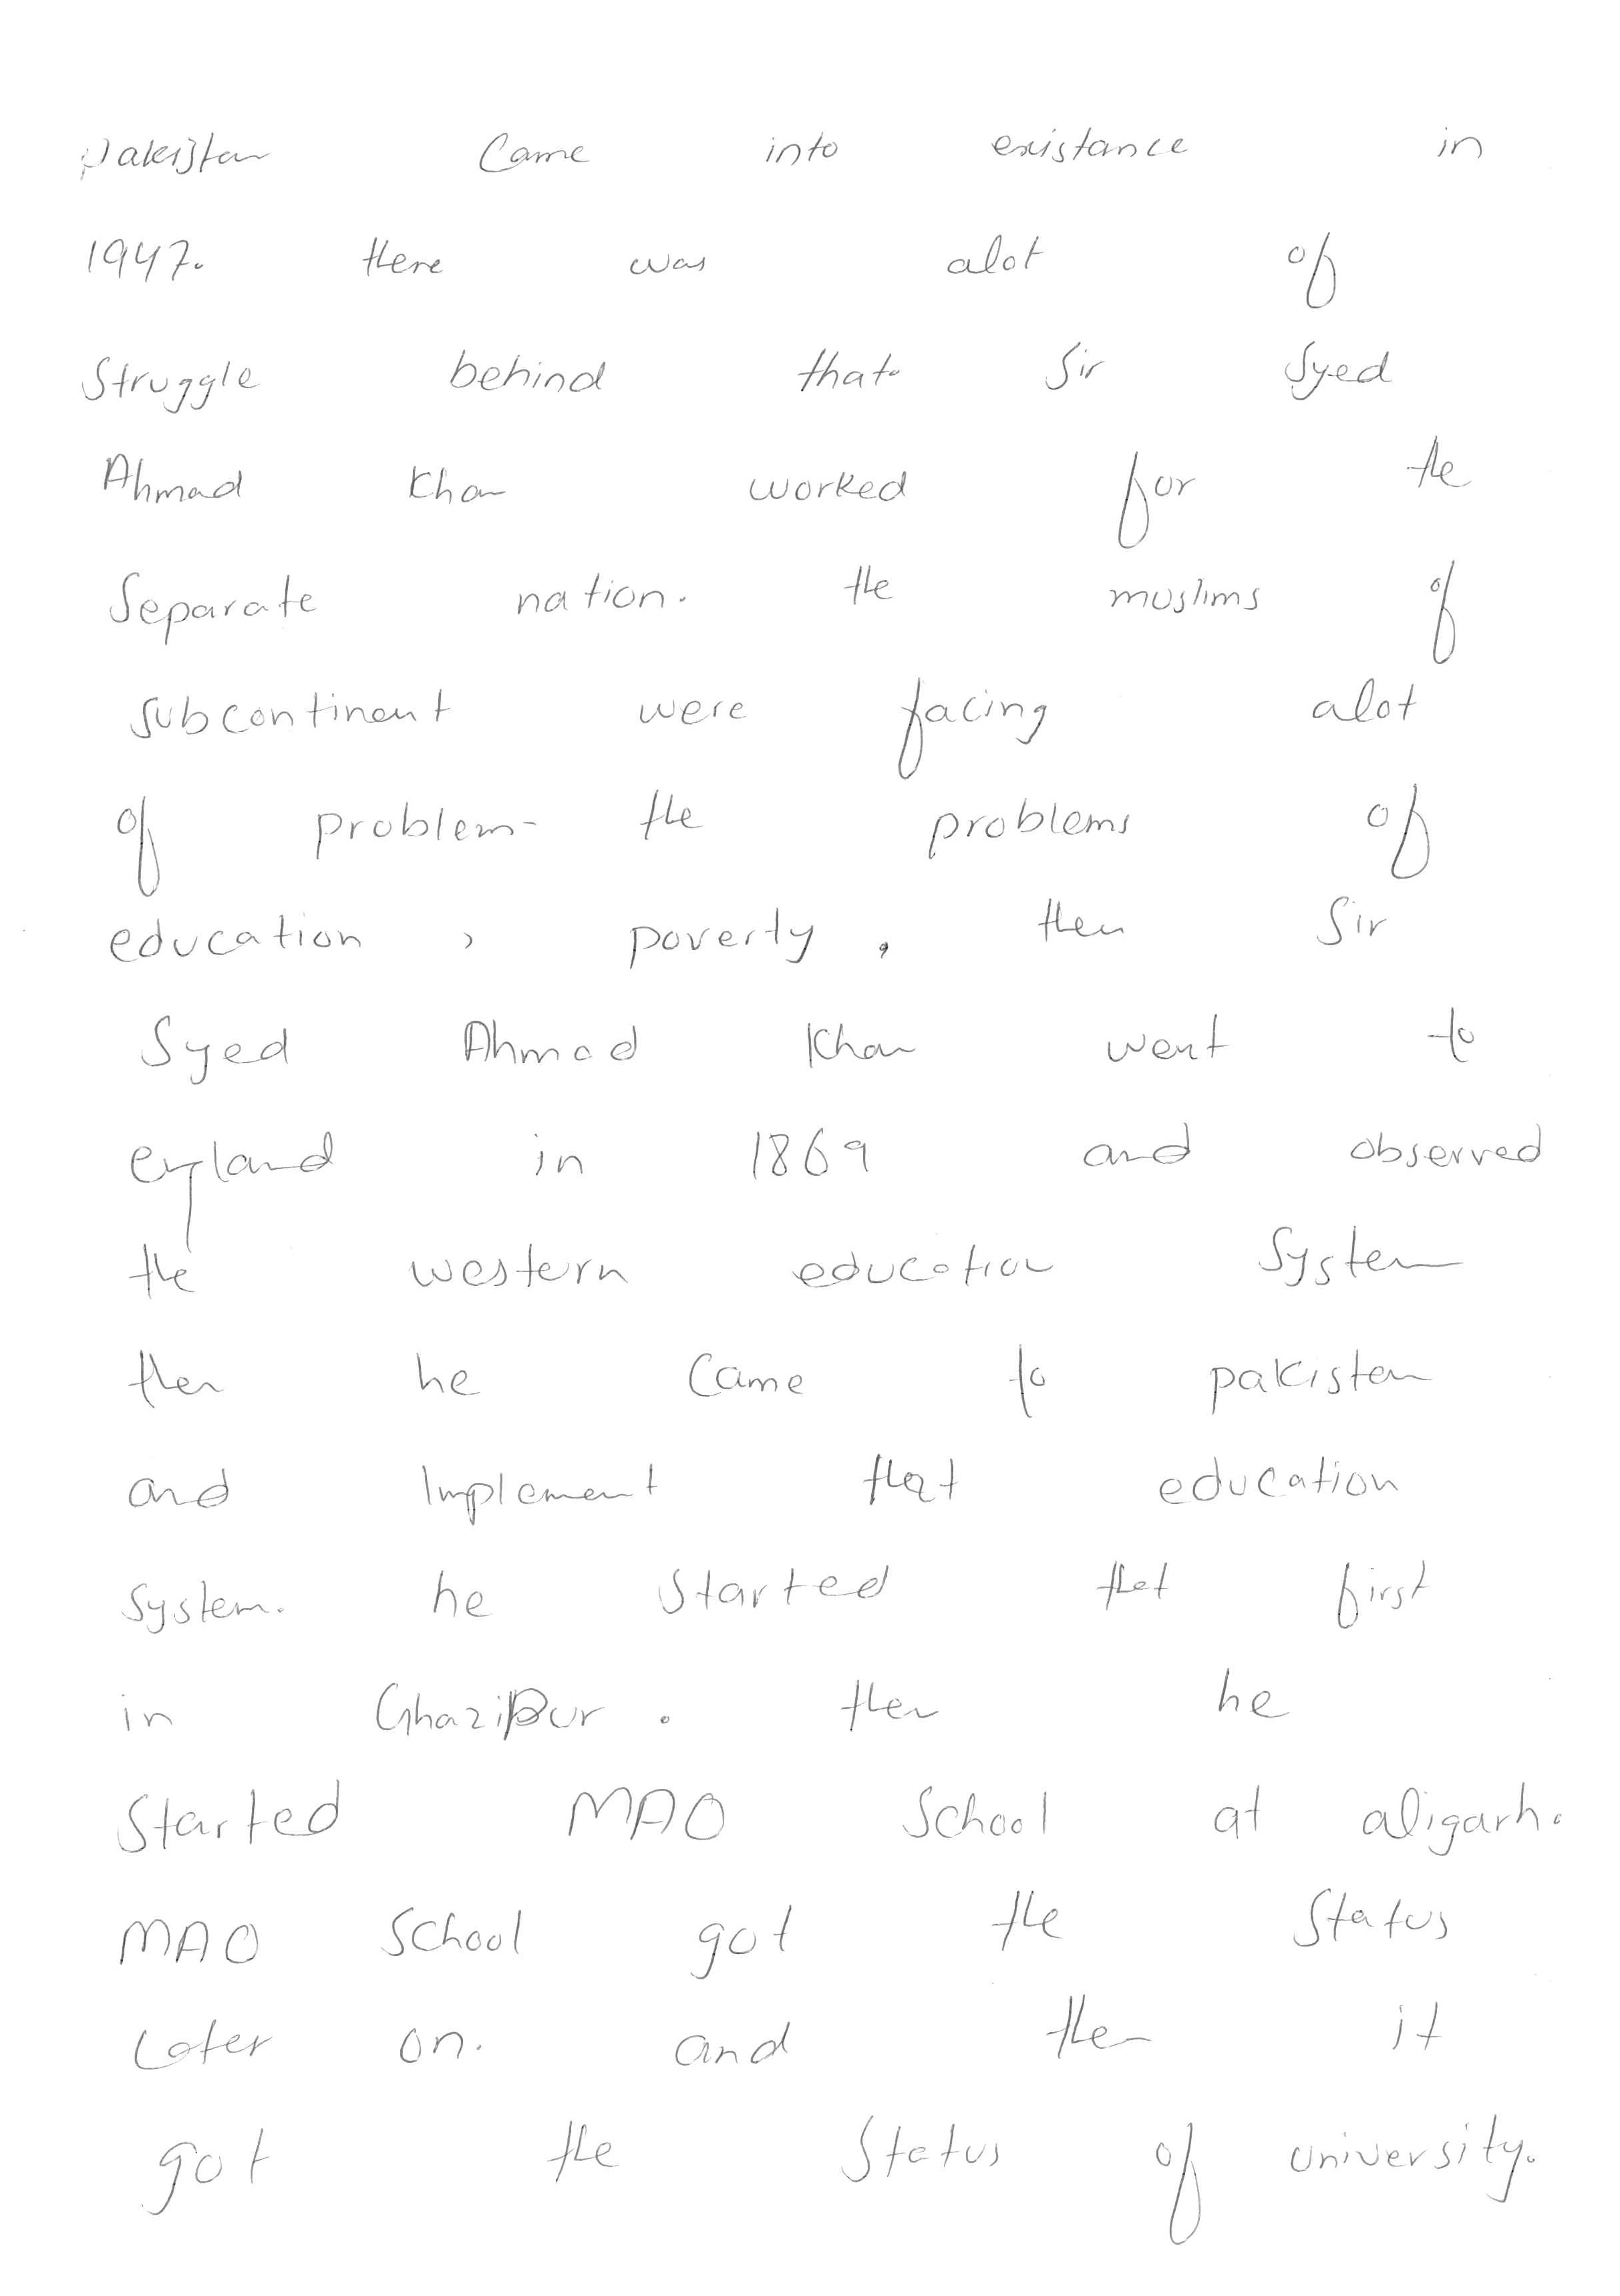 pakistan Came into existance in
1947. there was alot of
Struggle behind that. Sir Syed
Ahmad Khan worked for the
Separate nation. the muslims of
subcontinent were facing alot
of problem- the problems of
education , poverty , then Sir
Syed Ahmad Khan went to
england in 1869 and observed
the western education System
then he Came to pakistan
and Implement that education
System. he Started that first
in GhaziPur . then he
Started MAO School at aligarh.
MAO School got the Status
Later on. and then it
got the Status of university.